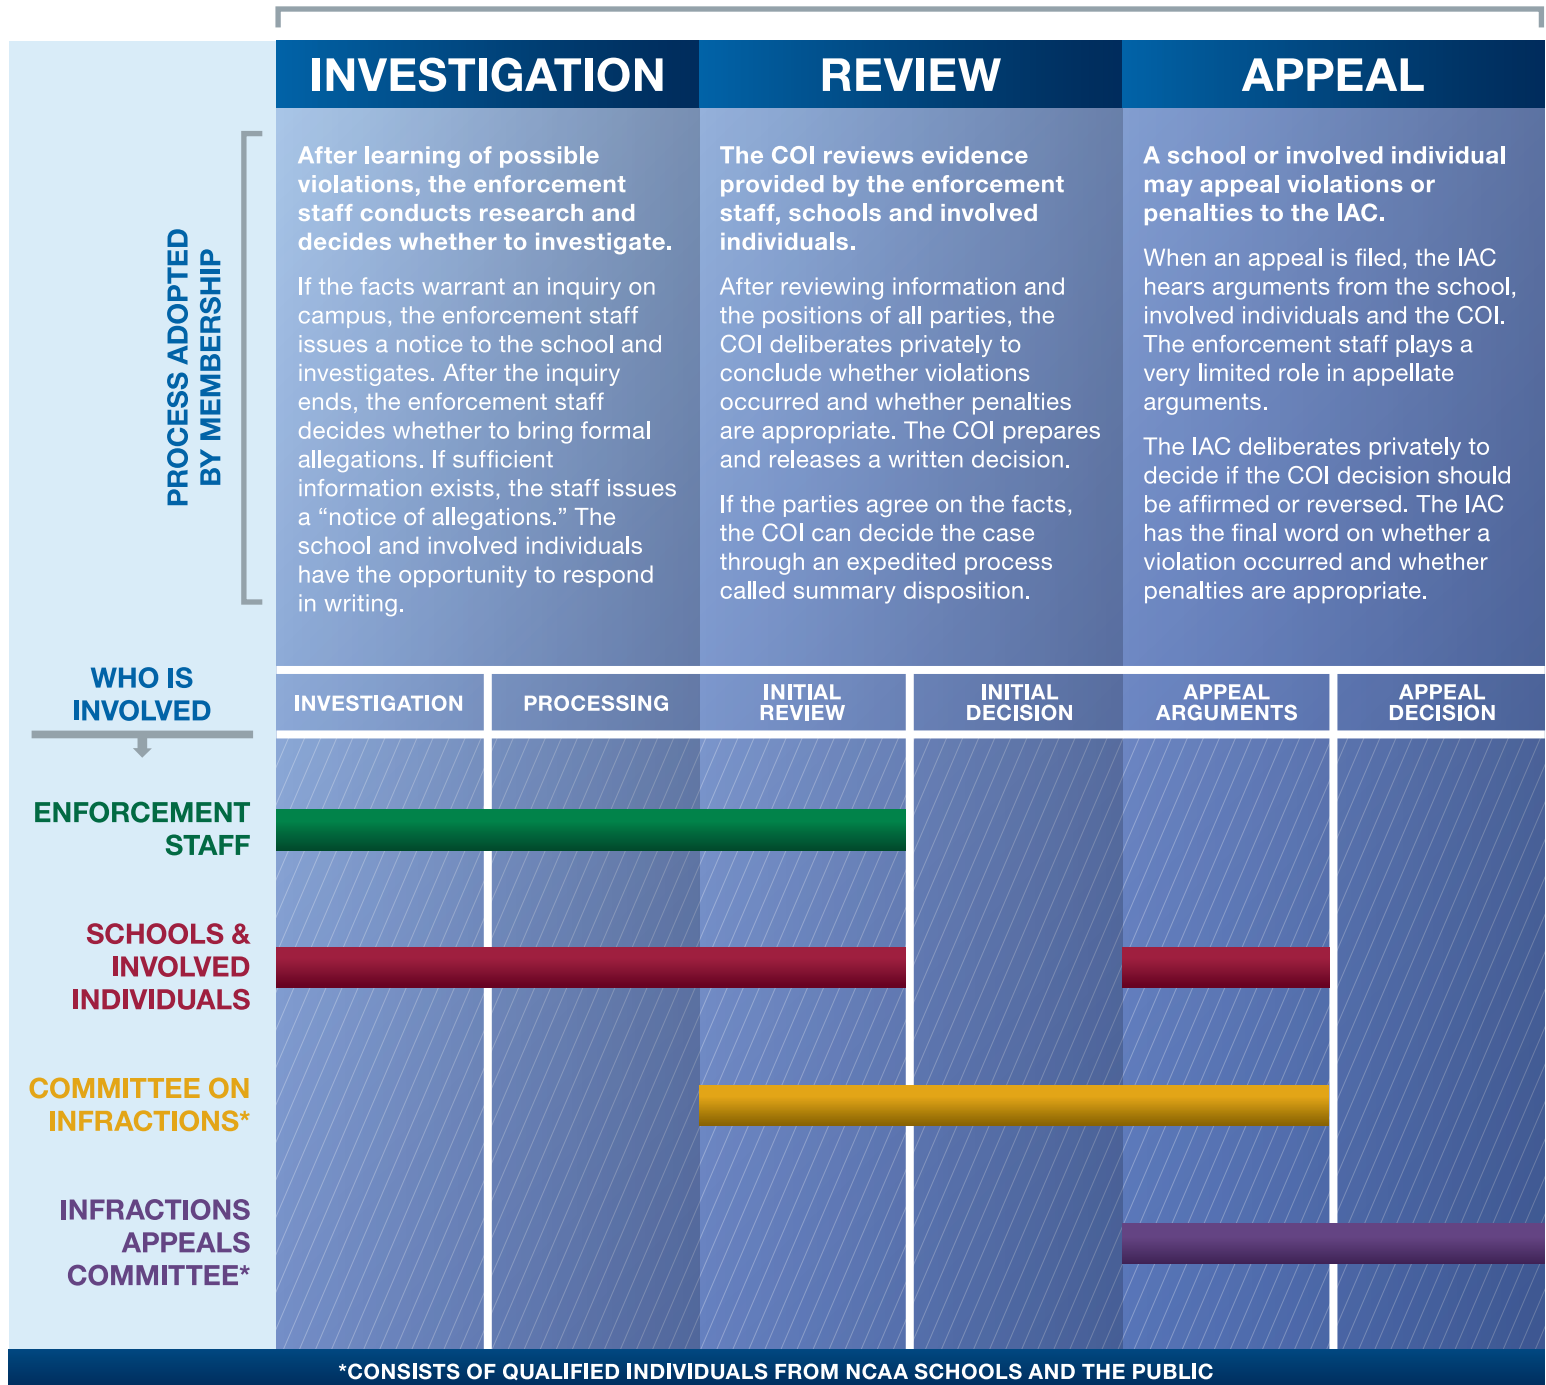 INVESTIGATION
REVIEW
APPEAL
PROCESS ADOPTED
BY MEMBERSHIP
After learning of possible
violations, the enforcement
staff conducts research and
decides whether to investigate.
If the facts warrant an inquiry on
campus, the enforcement staff
issues a notice to the school and
investigates. After the inquiry
ends, the enforcement staff
decides whether to bring formal
allegations. If sufficient
information exists, the staff issues
a “notice of allegations.” The
school and involved individuals
have the opportunity to respond
in writing.
The COI reviews evidence
provided by the enforcement
staff, schools and involved
individuals.
After reviewing information and
the positions of all parties, the
COI deliberates privately to
conclude whether violations
occurred and whether penalties
are appropriate. The COI prepares
and releases a written decision.
If the parties agree on the facts,
the COI can decide the case
through an expedited process
called summary disposition.
A school or involved individual
may appeal violations or
penalties to the IAC.
When an appeal is filed, the IAC
hears arguments from the school,
involved individuals and the COI.
The enforcement staff plays a
very limited role in appellate
arguments.
The IAC deliberates privately to
decide if the COI decision should
be affirmed or reversed. The IAC
has the final word on whether a
violation occurred and whether
penalties are appropriate.
WHO IS
INVOLVED
INVESTIGATION
PROCESSING
INITIAL
REVIEW
INITIAL
DECISION
APPEAL
ARGUMENTS
APPEAL
DECISION
ENFORCEMENT
STAFF
SCHOOLS &
INVOLVED
INDIVIDUALS
COMMITTEE ON
INFRACTIONS*
INFRACTIONS
APPEALS
COMMITTEE*
*CONSISTS OF QUALIFIED INDIVIDUALS FROM NCAA SCHOOLS AND THE PUBLIC